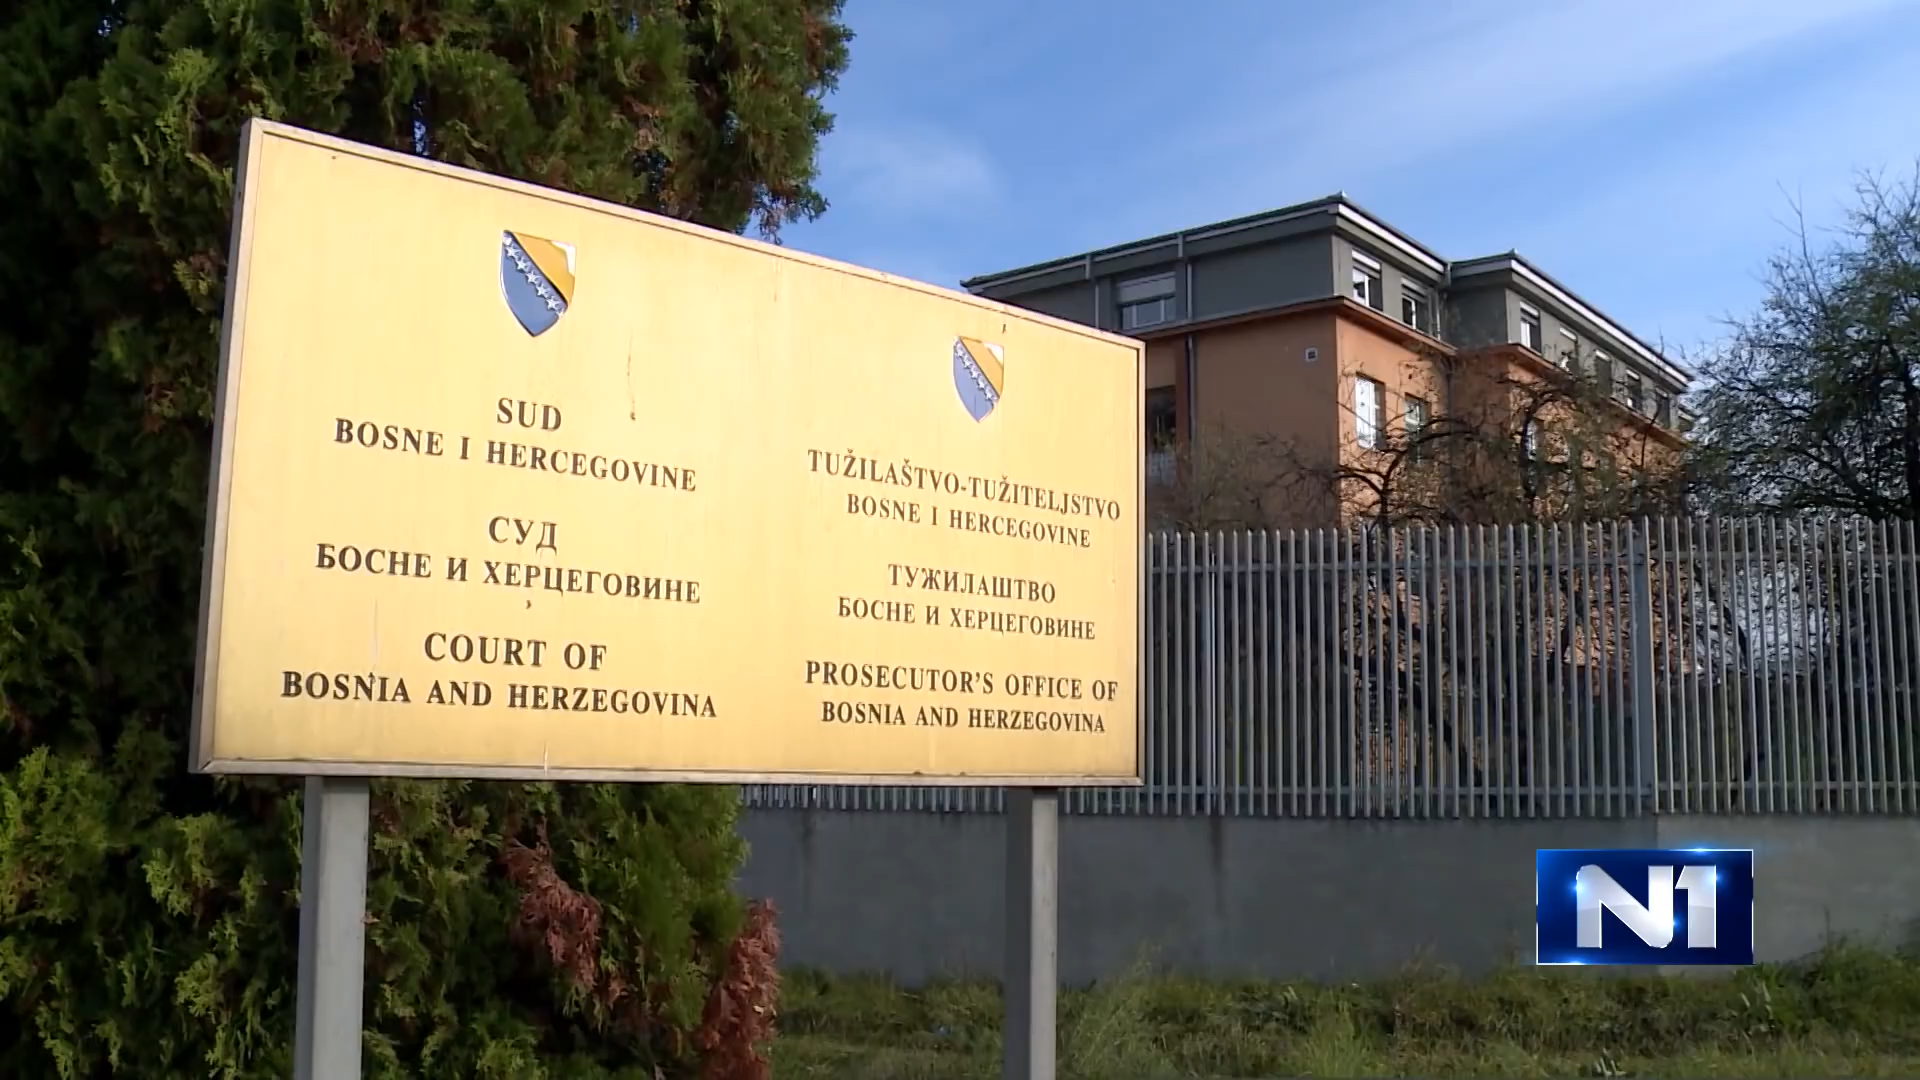 SUD
BOSNE I HERCEGOVINE
СУД
БОСНЕ И ХЕРЦЕГОВИНЕ
COURT OF
BOSNIA AND HERZEGOVINA
TUŽILAŠTVO-TUŽITELJSTVO
BOSNE I HERCEGOVINE
ТУЖИЛАШТВО
БОСНЕ И ХЕРЦЕГОВИНЕ
PROSECUTOR'S OFFICE OF
BOSNIA AND HERZEGOVINA
N1